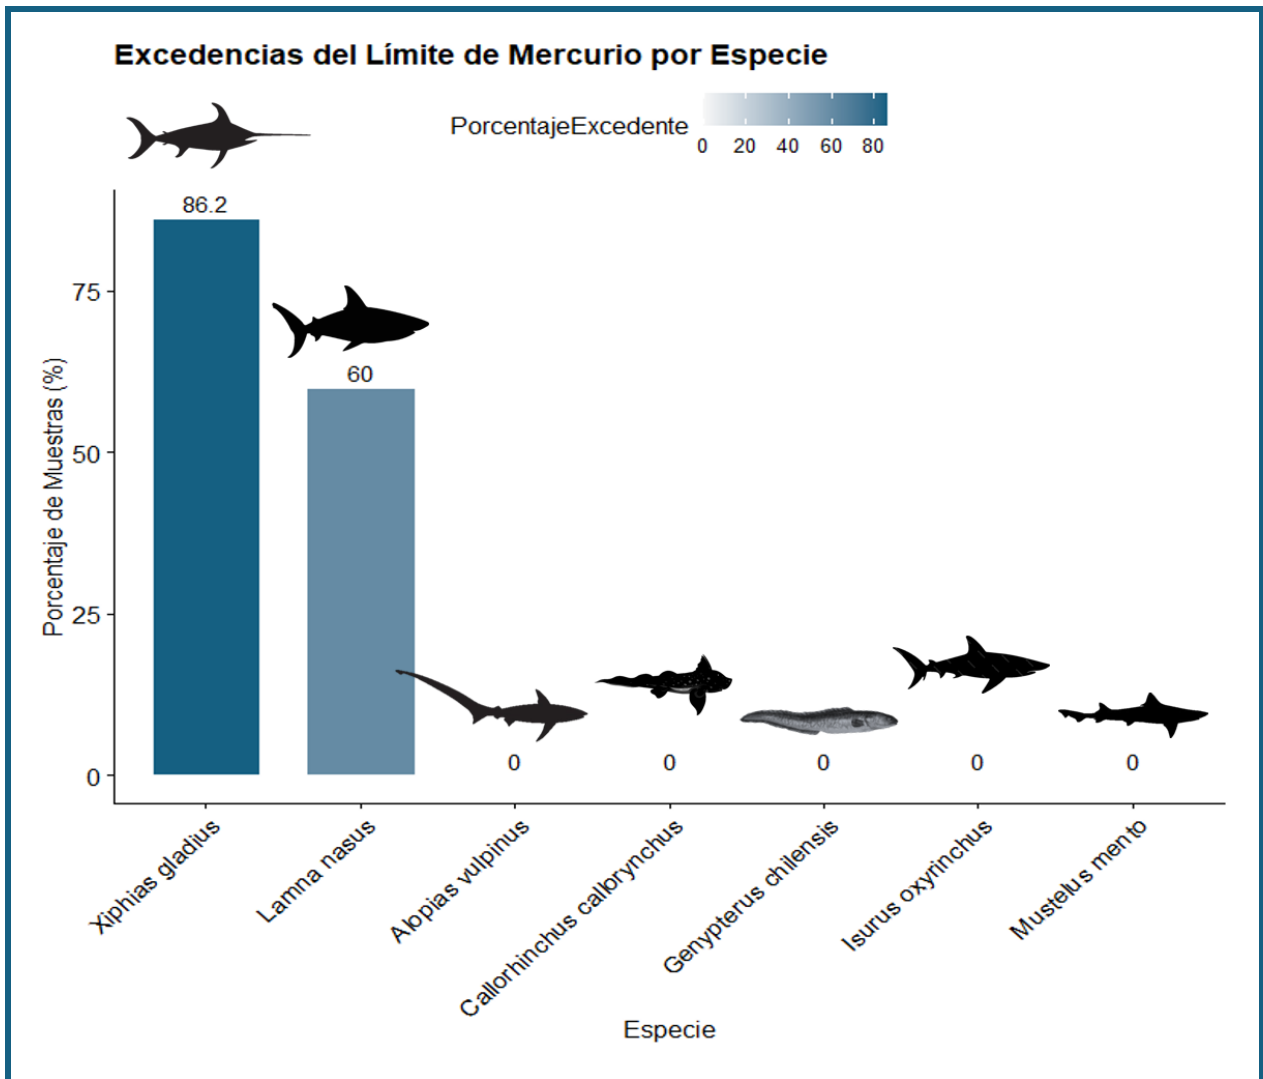 Excedencias del Límite de Mercurio por Especie
PorcentajeExcedente
0 20 40 60 80
Porcentaje de Muestras (%)
75
50
25
0
86.2
60
0
0
0
0
0
Xiphias gladius
Lamna nasus
Alopias vulpinus
Callorhinchus callorynchus
Genypterus chilensis
Isurus oxyrinchus
Mustelus mento
Especie